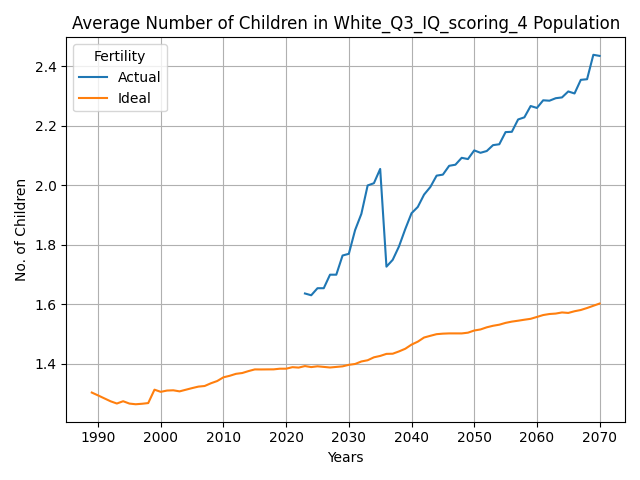 Average Number of Children in White_Q3_IQ_scoring_4 Population
Fertility
Actual
Ideal
No. of Children
2.4
2.2
2.0
1.8
1.6
1.4
1990 2000 2010 2020 2030 2040 2050 2060 2070
Years